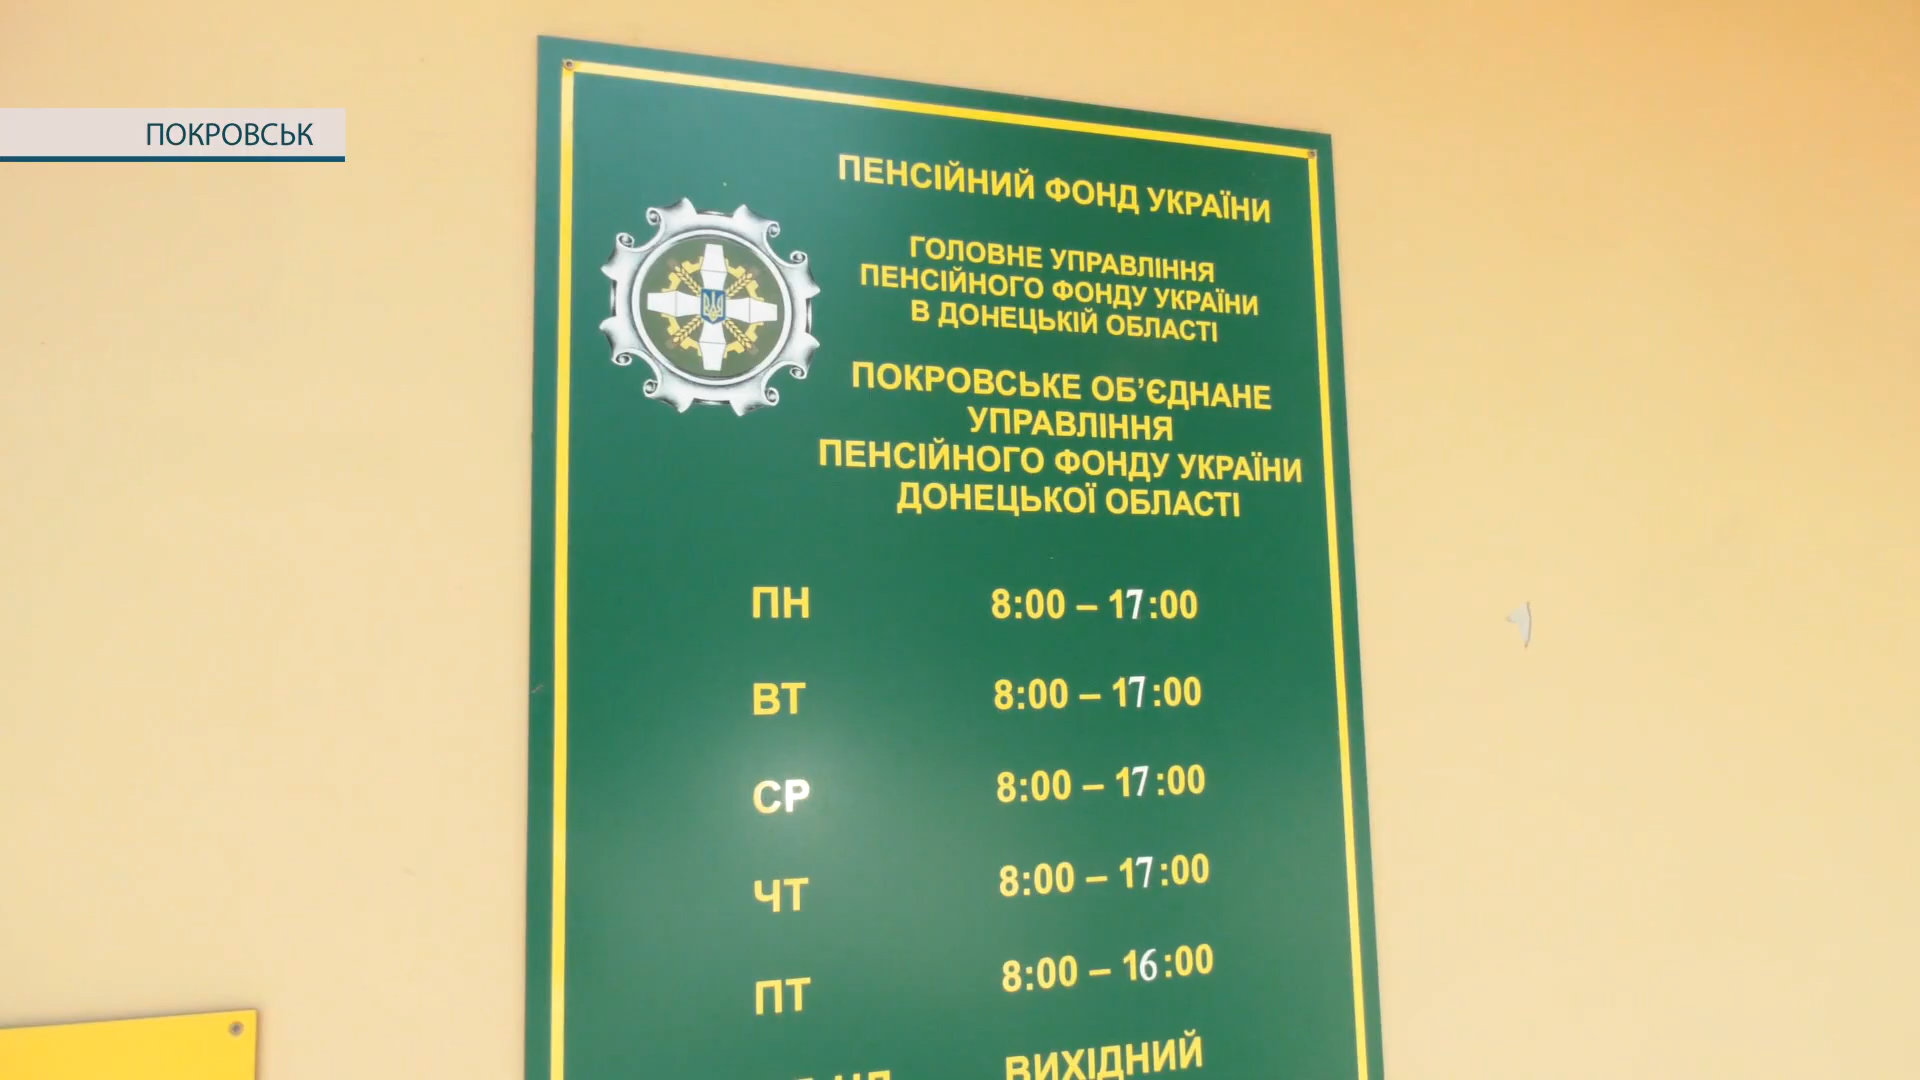 ПОКРОВСЬК
ПЕНСІЙНИЙ ФОНД УКРАЇНИ
ГОЛОВНЕ УПРАВЛІННЯ
ПЕНСІЙНОГО ФОНДУ УКРАЇНИ
В ДОНЕЦЬКІЙ ОБЛАСТІ
ПОКРОВСЬКЕ ОБ’ЄДНАНЕ
УПРАВЛІННЯ
ПЕНСІЙНОГО ФОНДУ УКРАЇНИ
ДОНЕЦЬКОЇ ОБЛАСТІ
ПН 8:00 – 17:00
ВТ 8:00 – 17:00
СР 8:00 – 17:00
ЧТ 8:00 – 17:00
ПТ 8:00 – 16:00
ВИХІДНИЙ